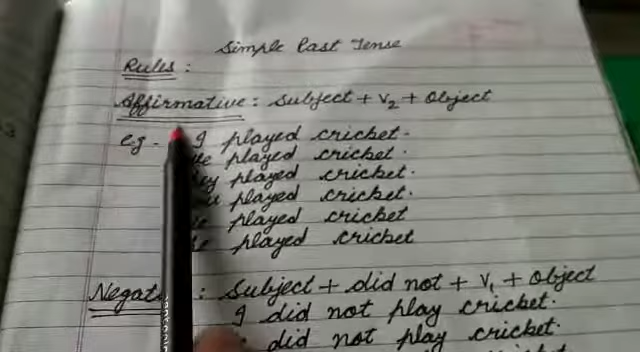 Simple Past Tense
Rules:
Affirmative: Subject + V2 + Object
e.g. I played cricket.
played cricket.
played cricket.
played cricket.
played cricket
played cricket
: Subject + did not + V1 + Object
I did not play cricket.
did not play cricket.